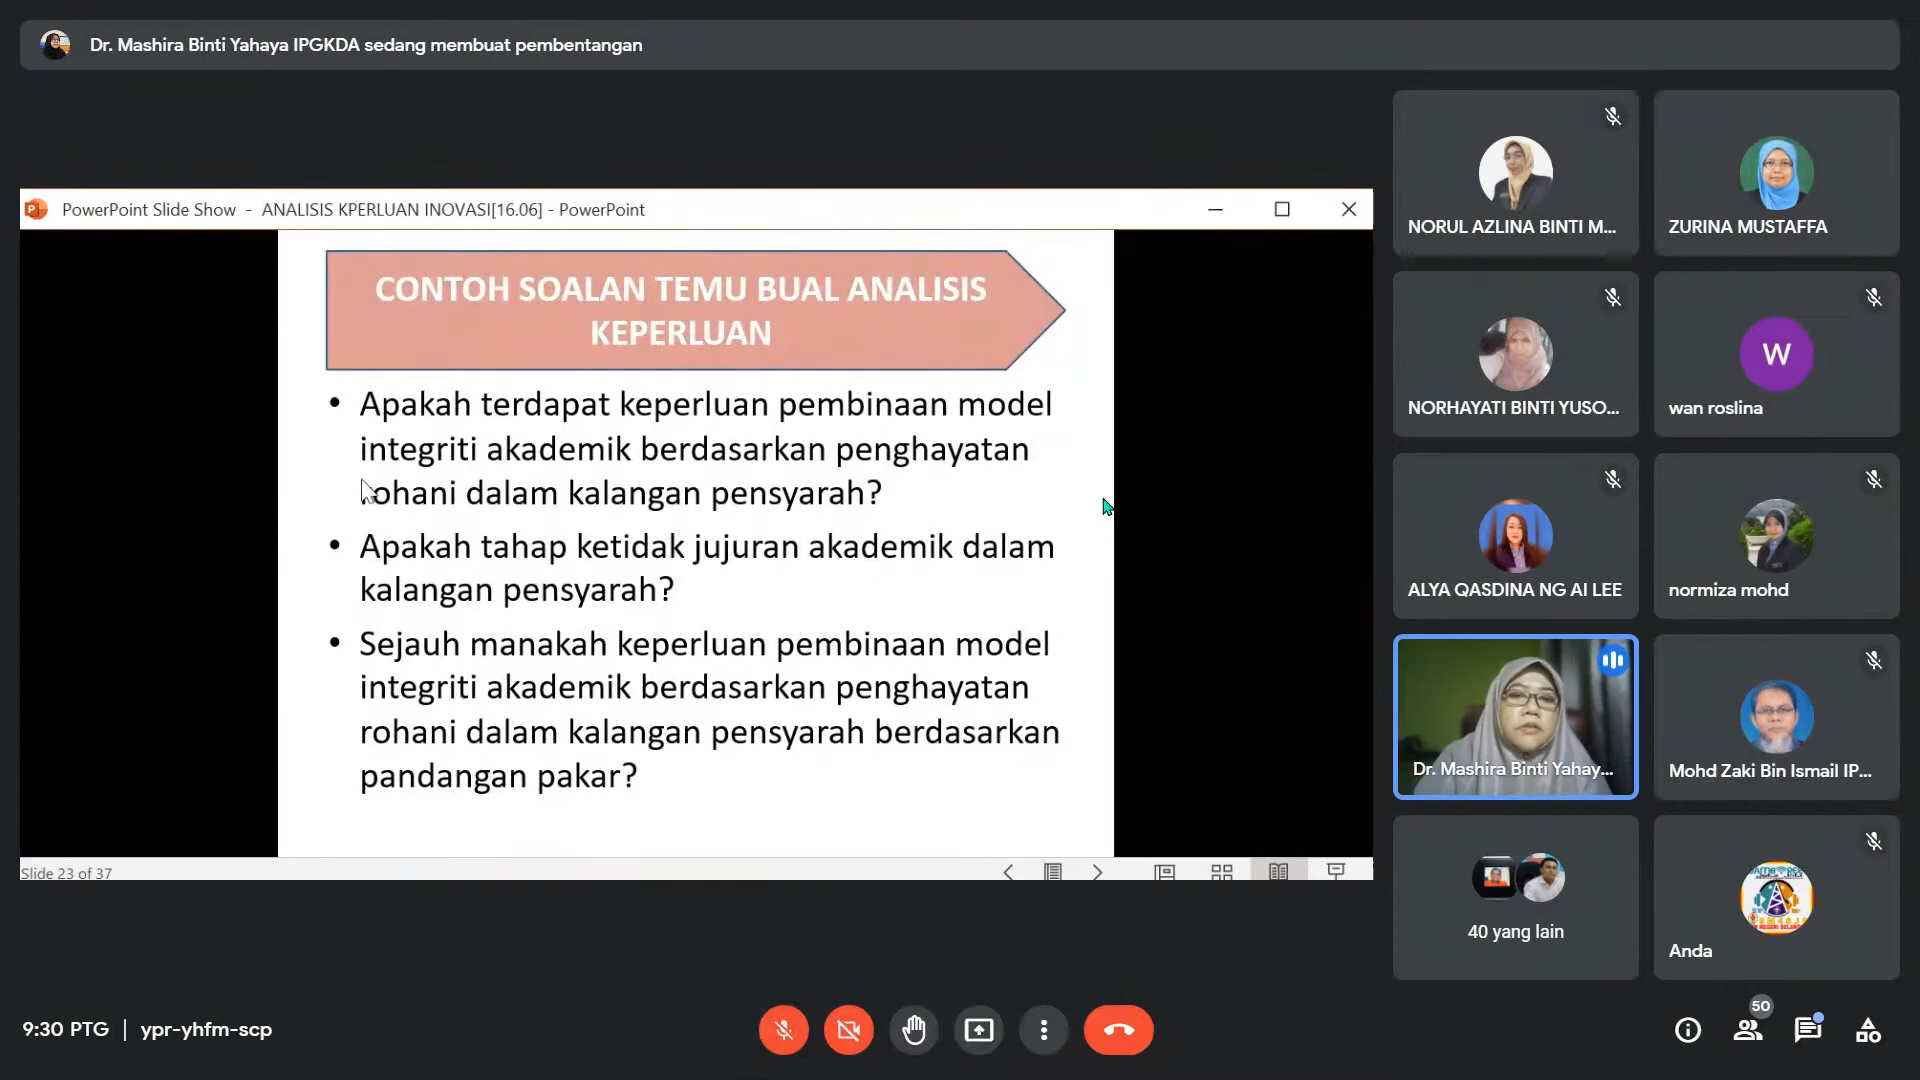 Dr. Mashira Binti Yahaya IPGKDA sedang membuat pembentangan
PowerPoint Slide Show - ANALISIS KPERLUAN INOVASI[16.06] - PowerPoint
CONTOH SOALAN TEMU BUAL ANALISIS
KEPERLUAN
• Apakah terdapat keperluan pembinaan model
integriti akademik berdasarkan penghayatan
rohani dalam kalangan pensyarah?
• Apakah tahap ketidak jujuran akademik dalam
kalangan pensyarah?
• Sejauh manakah keperluan pembinaan model
integriti akademik berdasarkan penghayatan
rohani dalam kalangan pensyarah berdasarkan
pandangan pakar?
Slide 23 of 37
NORUL AZLINA BINTI M...
ZURINA MUSTAFFA
NORHAYATI BINTI YUSO...
W
wan roslina
ALYA QASDINA NG AI LEE
normiza mohd
Dr. Mashira Binti Yahay...
Mohd Zaki Bin Ismail IP...
40 yang lain
Anda
9:30 PTG | ypr-yhfm-scp
50